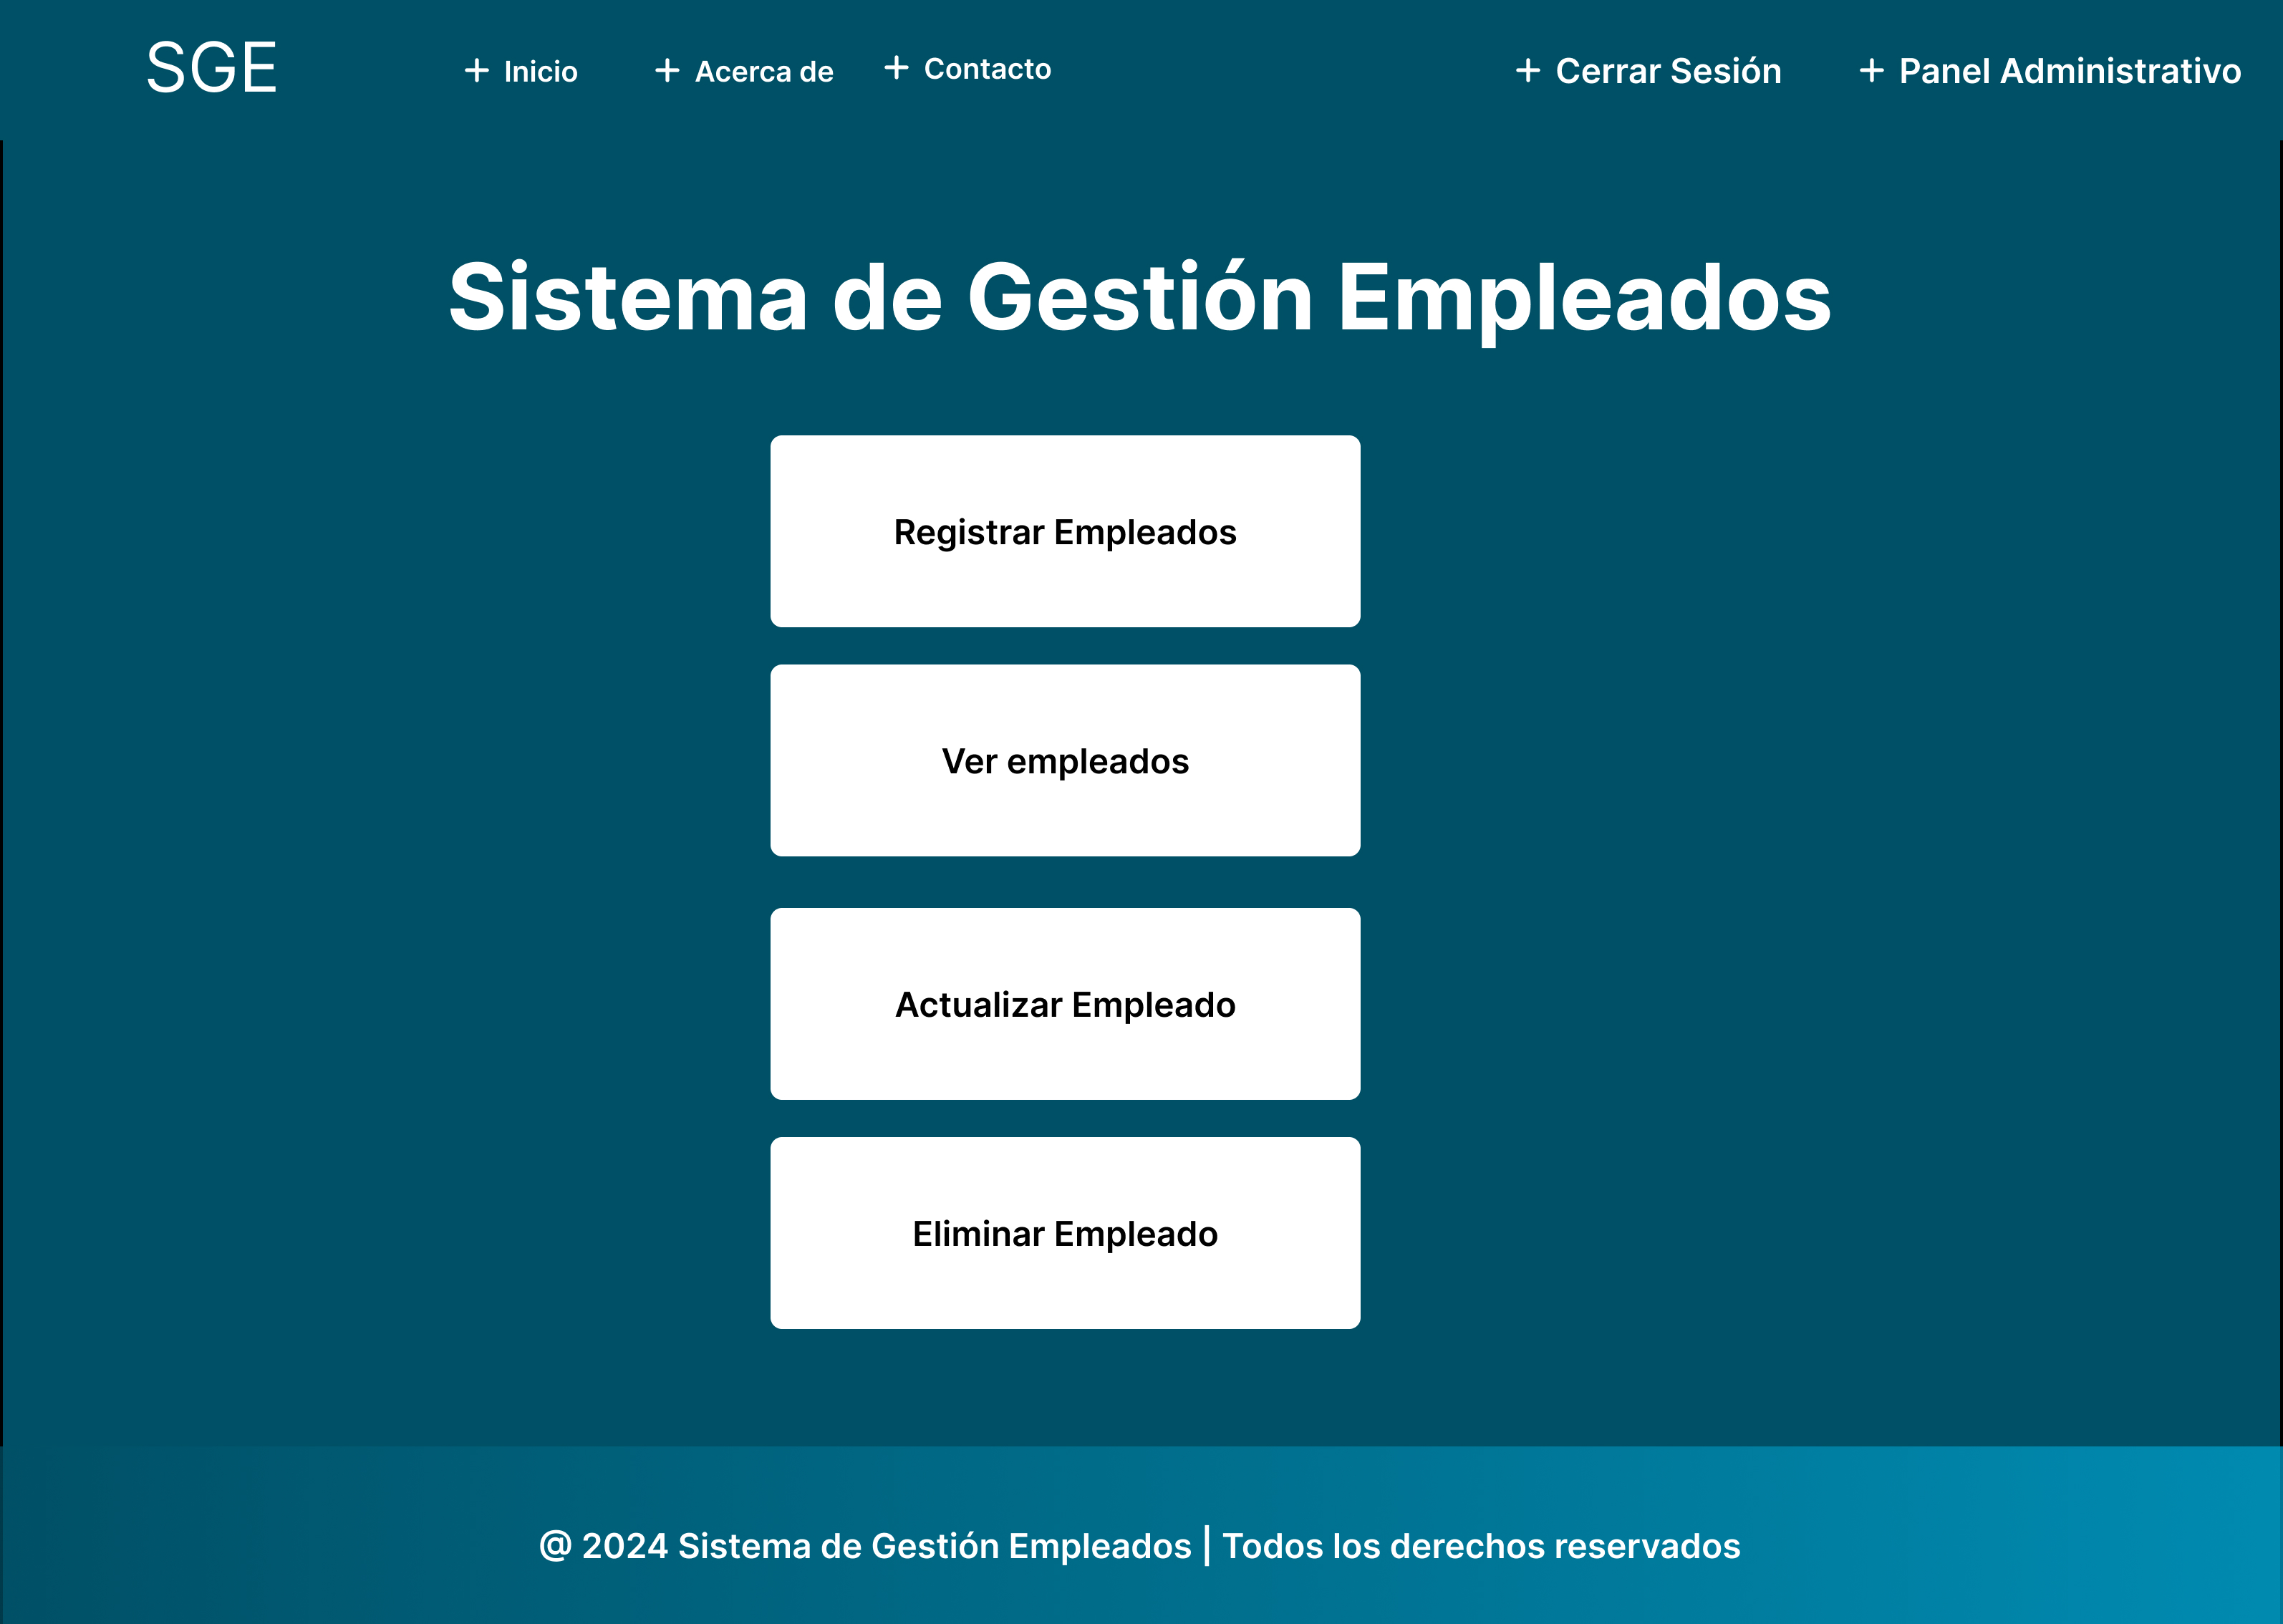 SGE
Inicio
Acerca de
Contacto
Cerrar Sesión
Panel Administrativo
Sistema de Gestión Empleados
Registrar Empleados
Ver empleados
Actualizar Empleado
Eliminar Empleado
@ 2024 Sistema de Gestión Empleados | Todos los derechos reservados